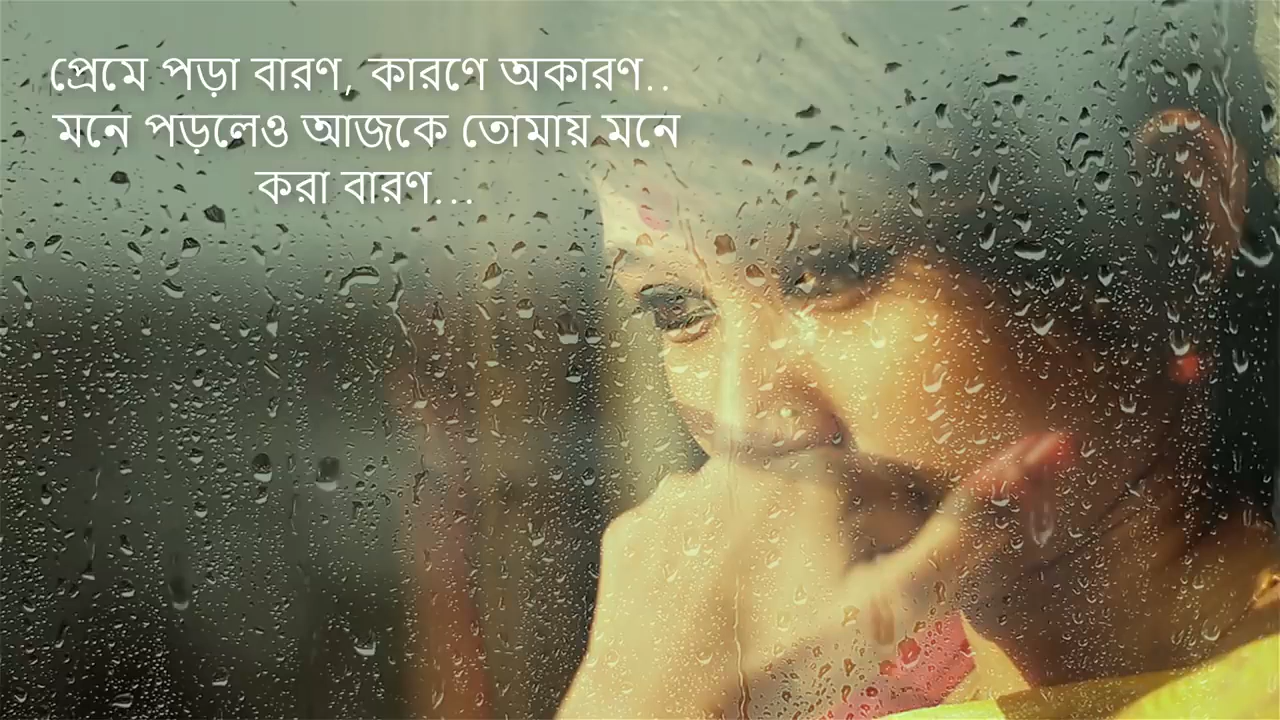 প্রেমে পড়া বারণ, কারণে অকারণ..
মনে পড়লেও আজকে তোমায় মনে
করা বারণ...